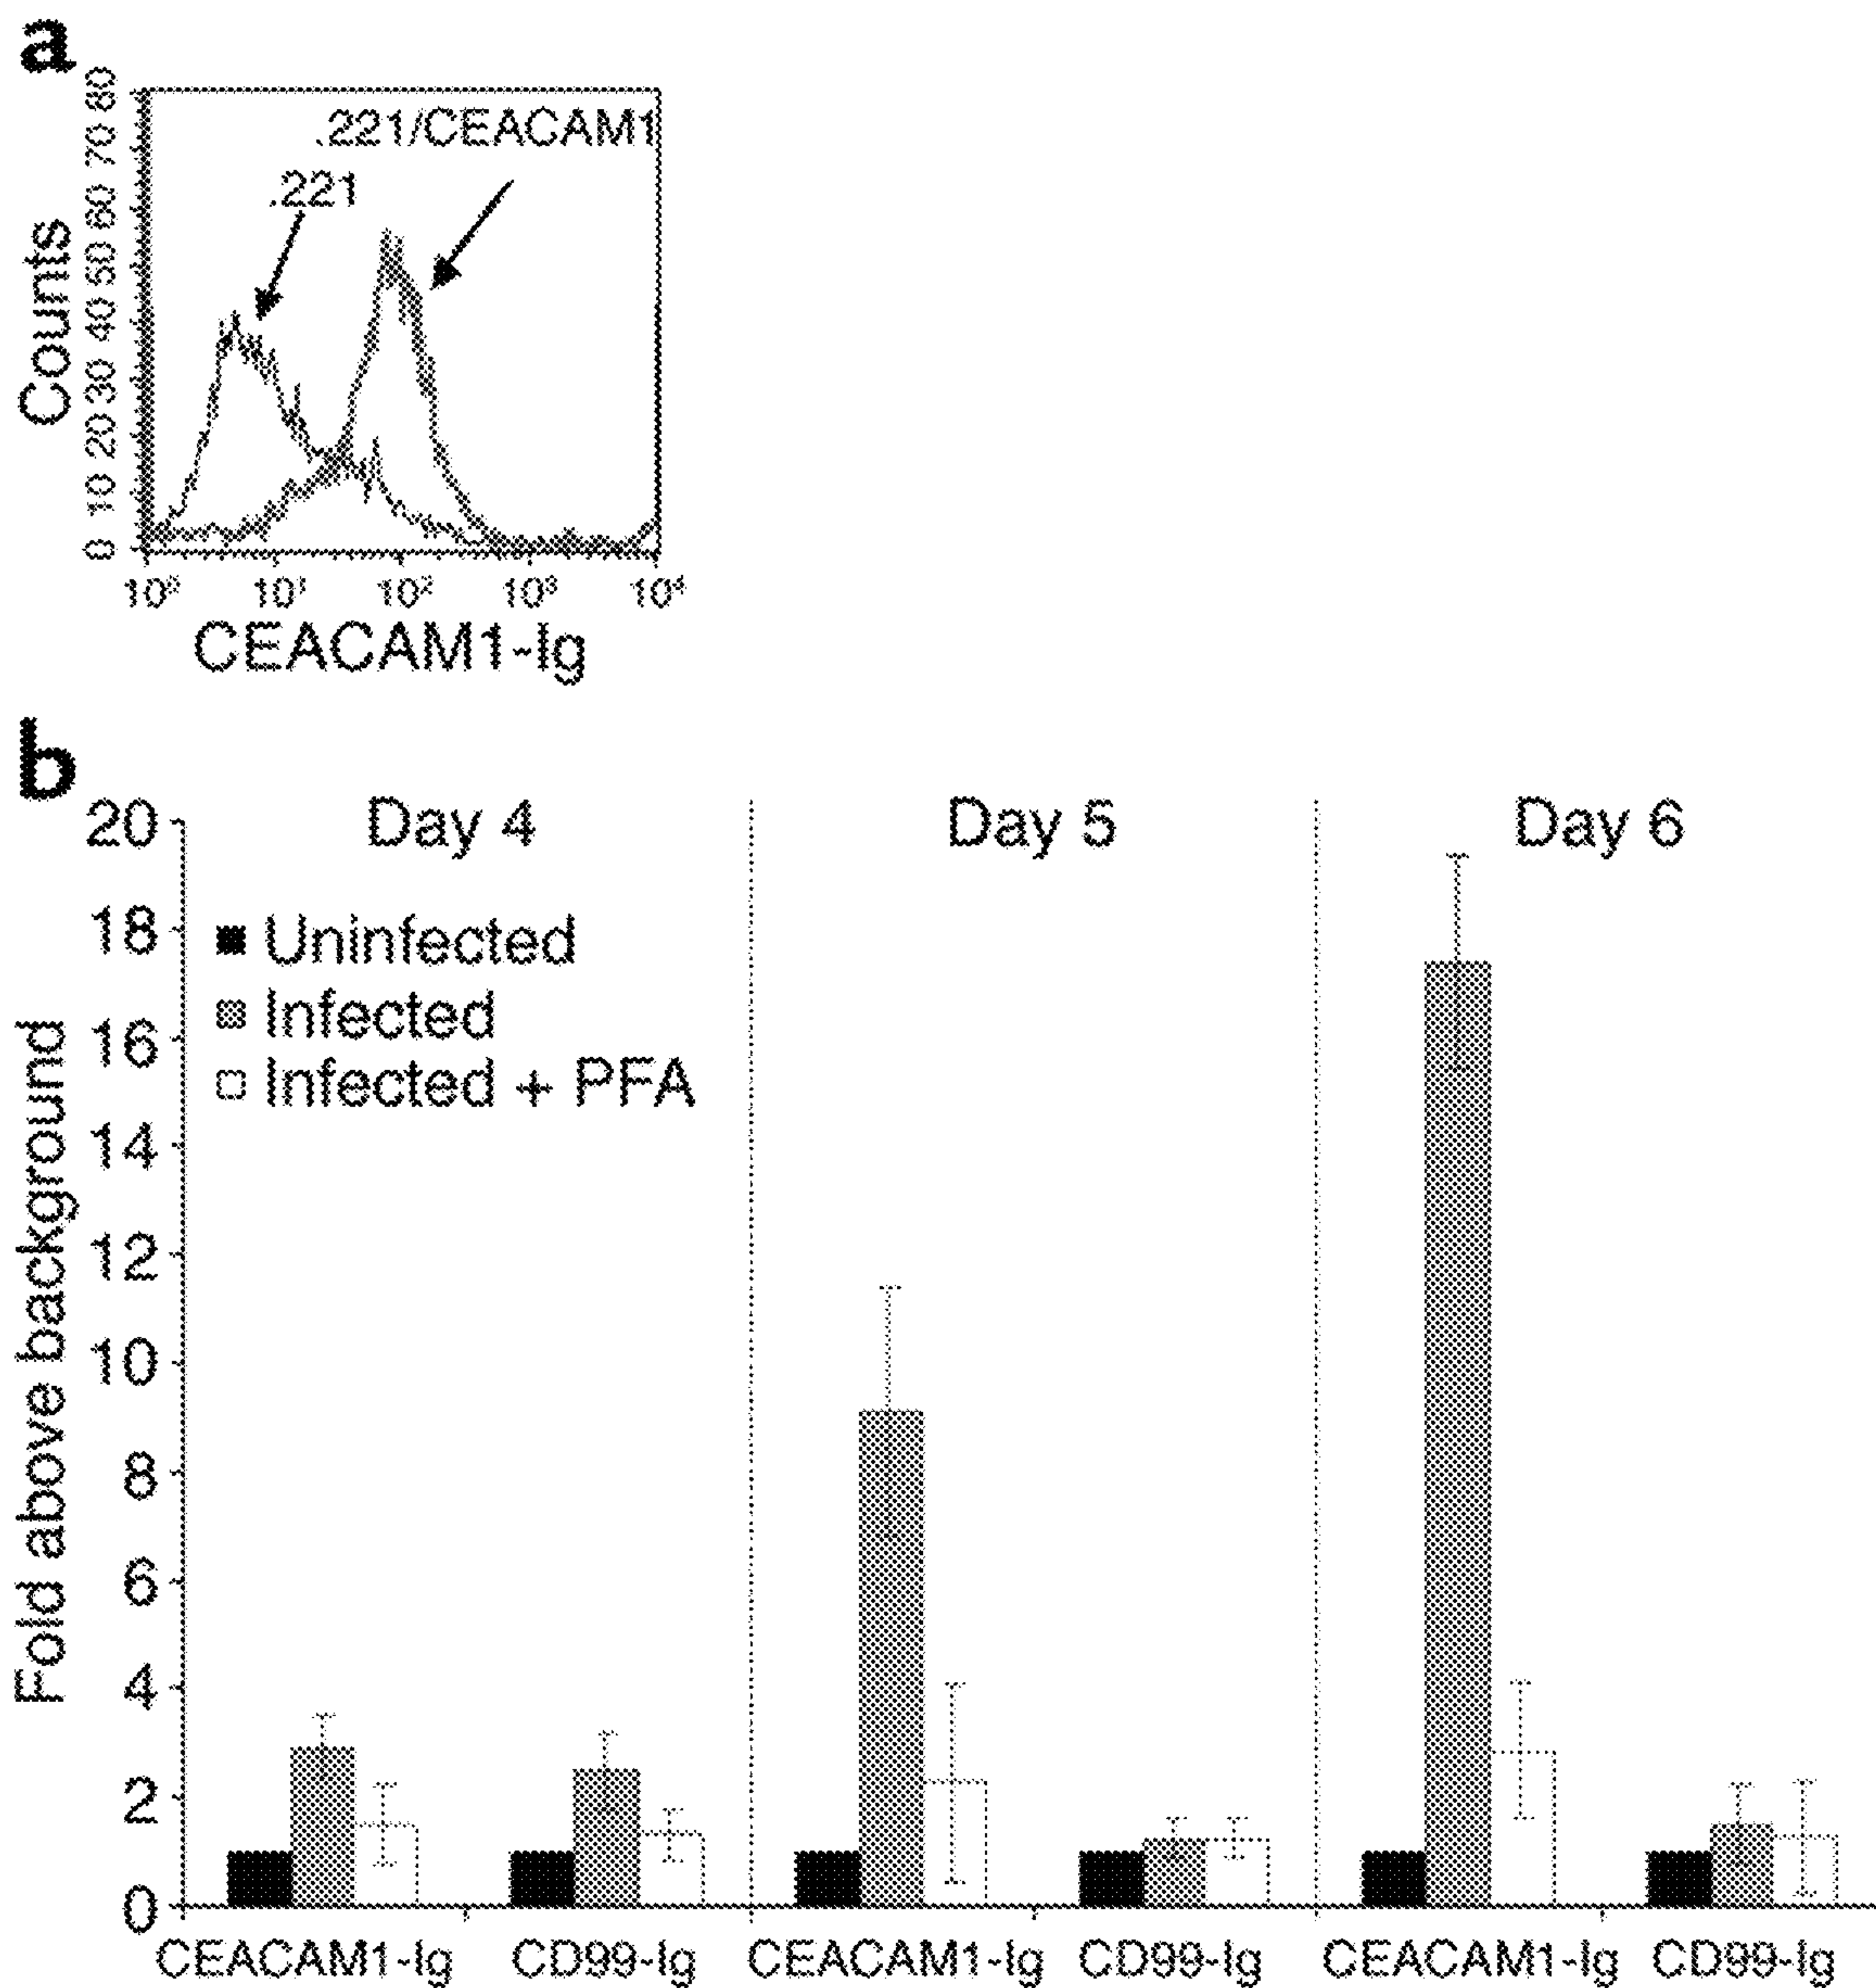 a
.221/CEACAM1
.221
Counts
0 10 20 30 40 50 60 70 80
10⁰ 10¹ 10² 10³ 10⁴
CEACAM1-Ig
b
Day 4 Day 5 Day 6
Uninfected
Infected
Infected + PFA
Fold above background
20
18
16
14
12
10
8
6
4
2
0
CEACAM1-Ig CD99-Ig CEACAM1-Ig CD99-Ig CEACAM1-Ig CD99-Ig